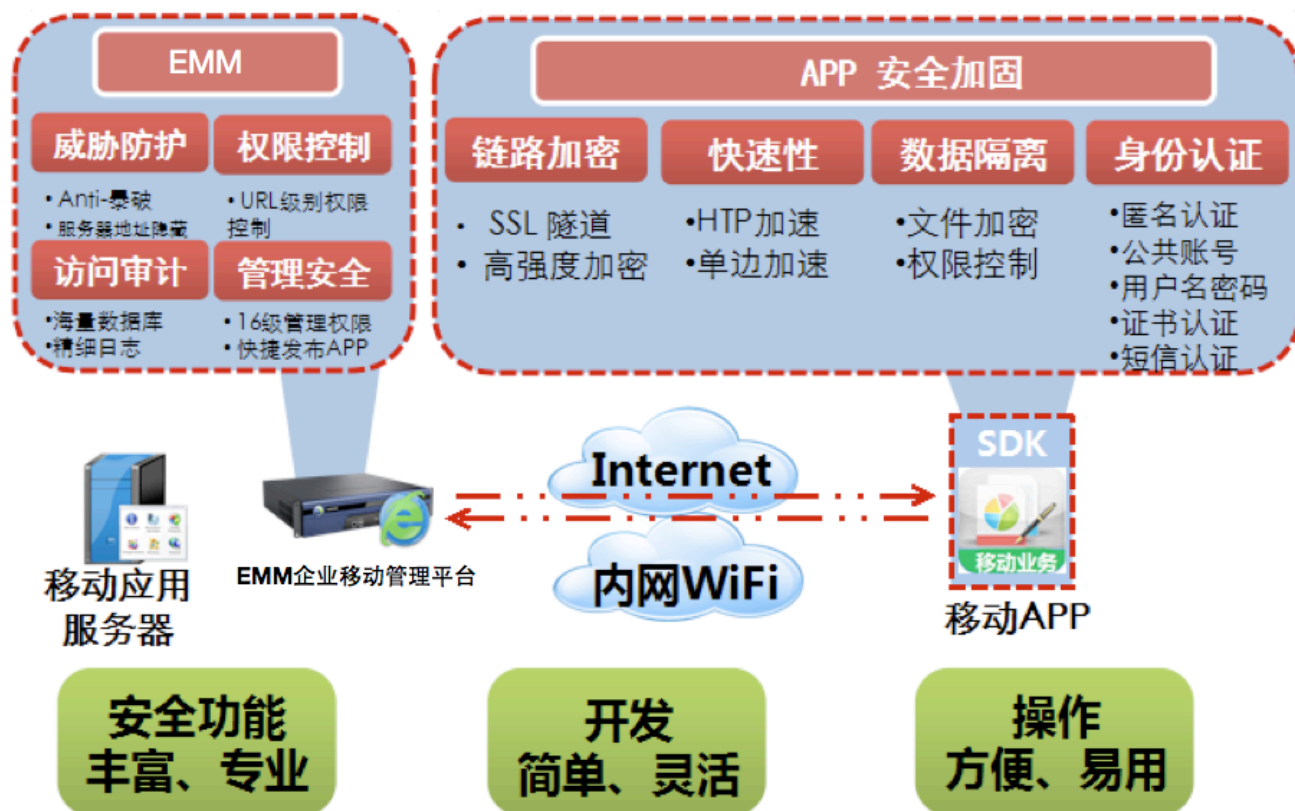 EMM
威胁防护
权限控制
• Anti-暴破
• 服务器地址隐藏
• URL级别权限
控制
访问审计
管理安全
•海量数据库
•精细日志
• 16级管理权限
• 快捷发布APP
APP 安全加固
链路加密
快速性
数据隔离
身份认证
• SSL 隧道
• 高强度加密
•HTP加速
•单边加速
•文件加密
•权限控制
•匿名认证
•公共账号
•用户名密码
•证书认证
•短信认证
移动应用
服务器
EMM企业移动管理平台
Internet
内网WiFi
SDK
移动业务
移动APP
安全功能
丰富、专业
开发
简单、灵活
操作
方便、易用